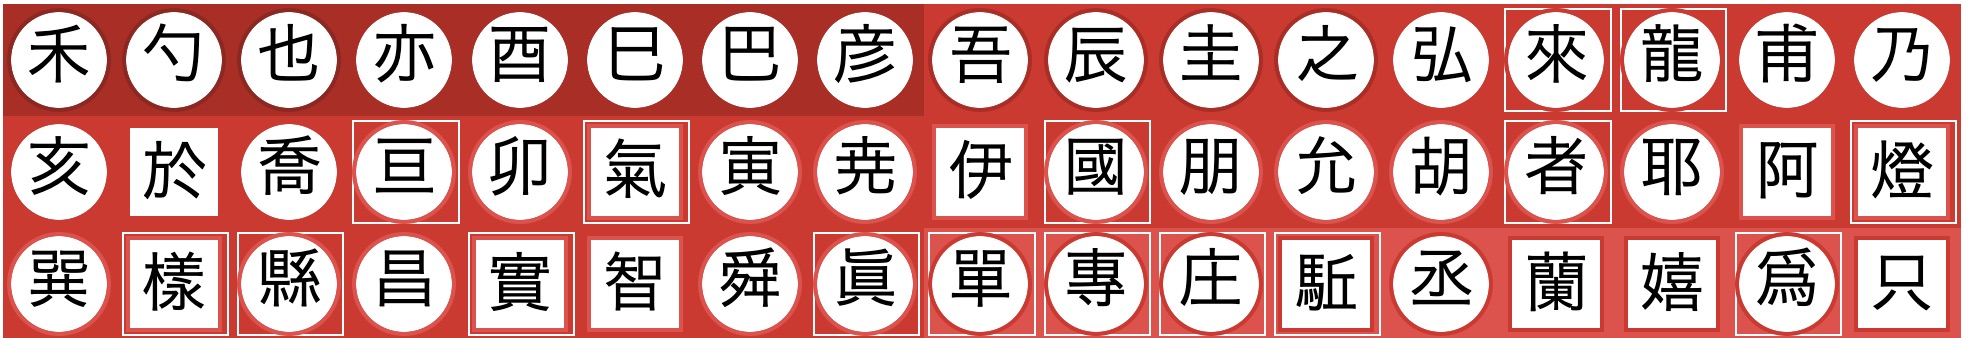 禾勺也亦酉巳巴彦吾辰圭之弘來龍甫乃
亥於喬亘卯氣寅尭伊國朋允胡者耶阿燈
巽樣縣昌實智舜眞單專庄駈丞蘭嬉爲只